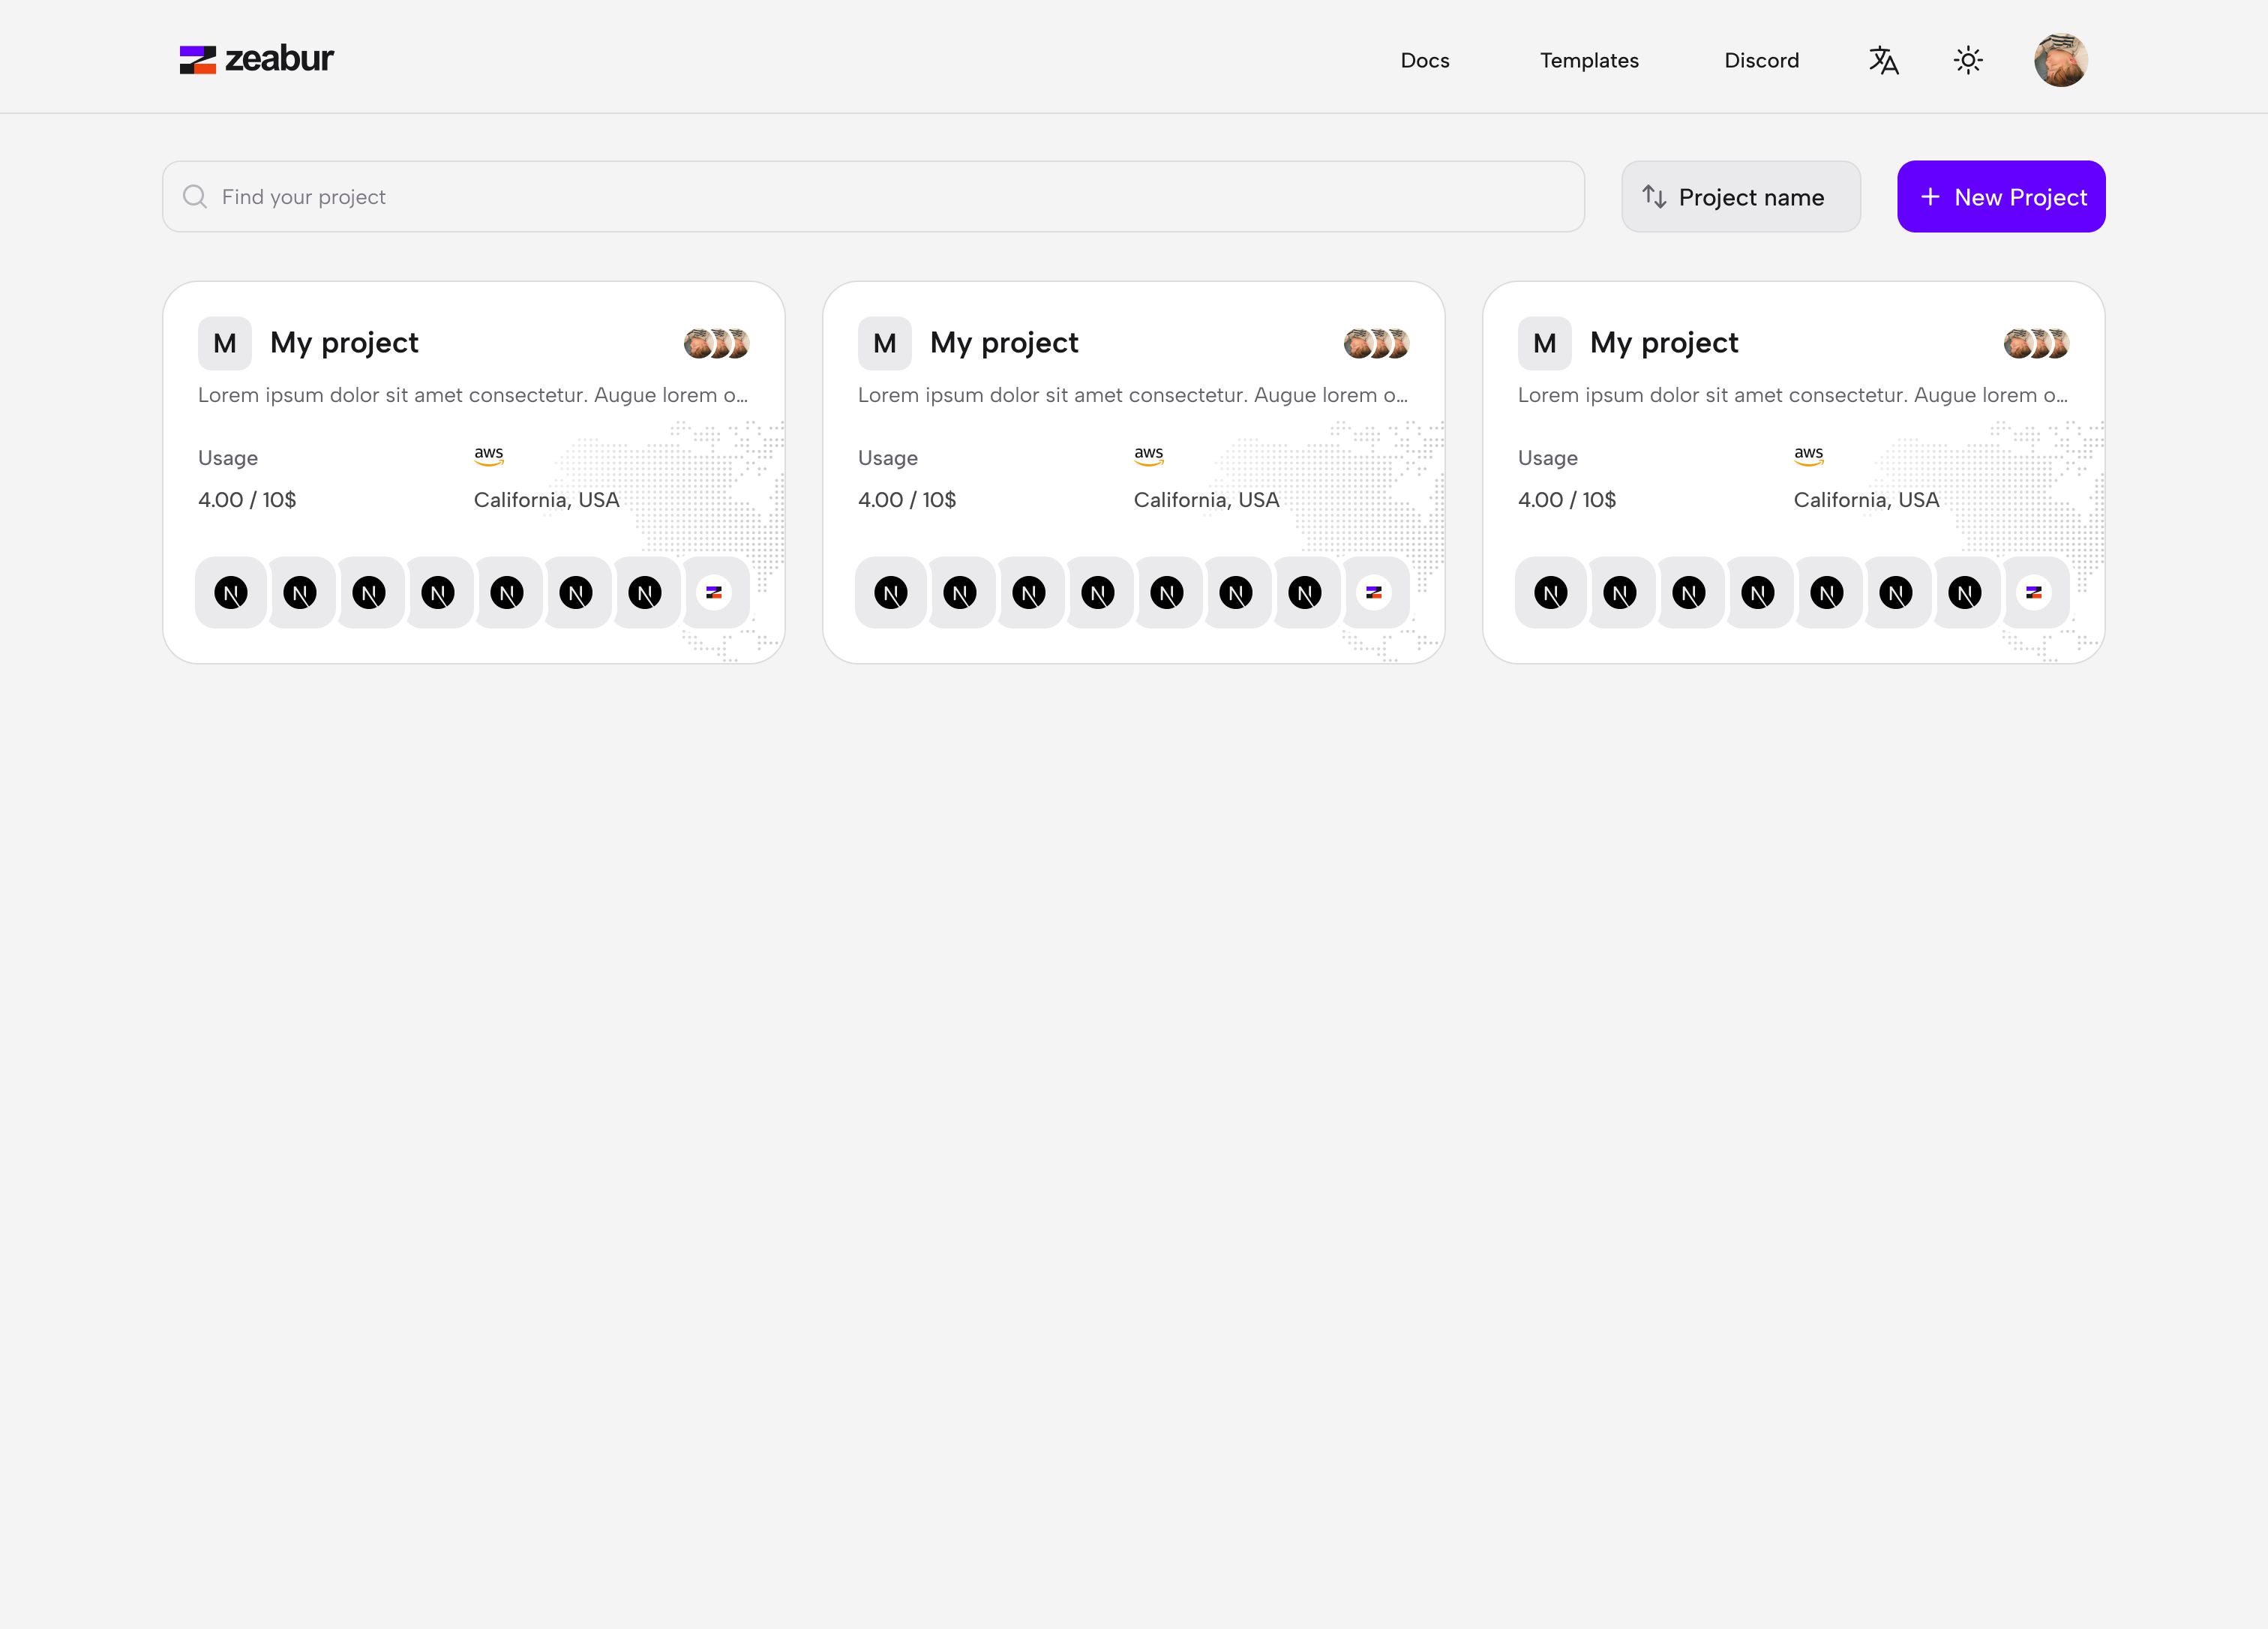 zeabur
Docs
Templates
Discord
Find your project
Project name
New Project
M
My project
Lorem ipsum dolor sit amet consectetur. Augue lorem o...
Usage
aws
4.00 / 10$
California, USA
N N N N N N N
M
My project
Lorem ipsum dolor sit amet consectetur. Augue lorem o...
Usage
aws
4.00 / 10$
California, USA
N N N N N N N
M
My project
Lorem ipsum dolor sit amet consectetur. Augue lorem o...
Usage
aws
4.00 / 10$
California, USA
N N N N N N N